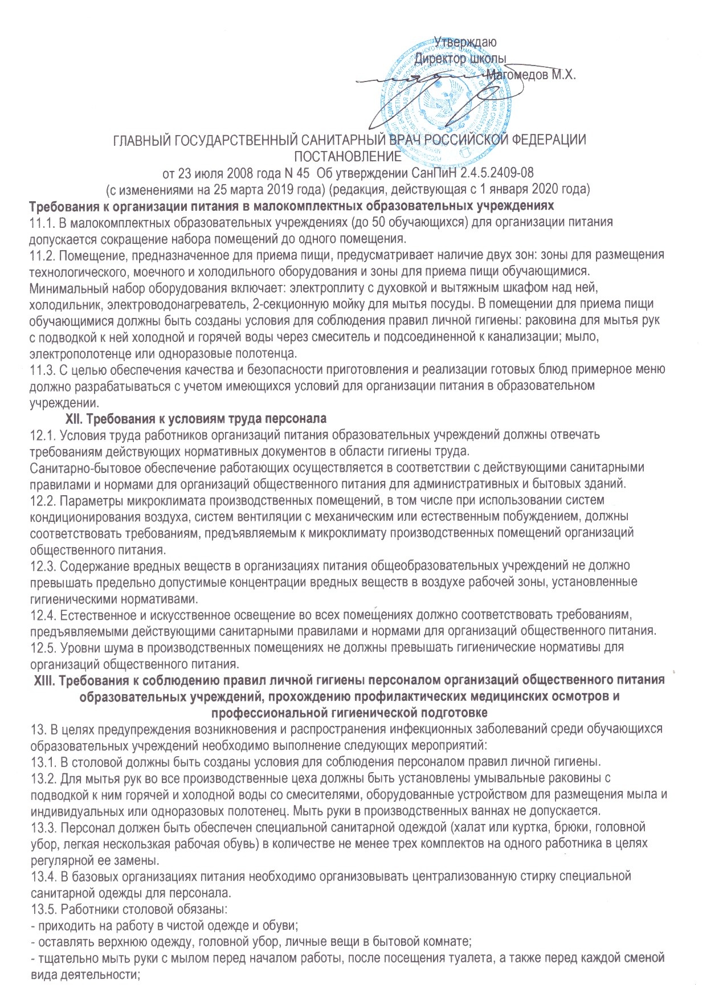 Утверждаю
Директор школы
Магомедов М.Х.
ГЛАВНЫЙ ГОСУДАРСТВЕННЫЙ САНИТАРНЫЙ ВРАЧ РОССИЙСКОЙ ФЕДЕРАЦИИ
ПОСТАНОВЛЕНИЕ
от 23 июля 2008 года N 45 Об утверждении СанПиН 2.4.5.2409-08
(с изменениями на 25 марта 2019 года) (редакция, действующая с 1 января 2020 года)
Требования к организации питания в малокомплектных образовательных учреждениях
11.1. В малокомплектных образовательных учреждениях (до 50 обучающихся) для организации питания
допускается сокращение набора помещений до одного помещения.
11.2. Помещение, предназначенное для приема пищи, предусматривает наличие двух зон: зоны для размещения
технологического, моечного и холодильного оборудования и зоны для приема пищи обучающимися.
Минимальный набор оборудования включает: электроплиту с духовкой и вытяжным шкафом над ней,
холодильник, электроводонагреватель, 2-секционную мойку для мытья посуды. В помещении для приема пищи
обучающимися должны быть созданы условия для соблюдения правил личной гигиены: раковина для мытья рук
с подводкой к ней холодной и горячей воды через смеситель и подсоединенной к канализации; мыло,
электрополотенце или одноразовые полотенца.
11.3. С целью обеспечения качества и безопасности приготовления и реализации готовых блюд примерное меню
должно разрабатываться с учетом имеющихся условий для организации питания в образовательном
учреждении.
XII. Требования к условиям труда персонала
12.1. Условия труда работников организаций питания образовательных учреждений должны отвечать
требованиям действующих нормативных документов в области гигиены труда.
Санитарно-бытовое обеспечение работающих осуществляется в соответствии с действующими санитарными
правилами и нормами для организаций общественного питания для административных и бытовых зданий.
12.2. Параметры микроклимата производственных помещений, в том числе при использовании систем
кондиционирования воздуха, систем вентиляции с механическим или естественным побуждением, должны
соответствовать требованиям, предъявляемым к микроклимату производственных помещений организаций
общественного питания.
12.3. Содержание вредных веществ в организациях питания общеобразовательных учреждений не должно
превышать предельно допустимые концентрации вредных веществ в воздухе рабочей зоны, установленные
гигиеническими нормативами.
12.4. Естественное и искусственное освещение во всех помещениях должно соответствовать требованиям,
предъявляемыми действующими санитарными правилами и нормами для организаций общественного питания.
12.5. Уровни шума в производственных помещениях не должны превышать гигиенические нормативы для
организаций общественного питания.
XIII. Требования к соблюдению правил личной гигиены персоналом организаций общественного питания
образовательных учреждений, прохождению профилактических медицинских осмотров и
профессиональной гигиенической подготовке
13. В целях предупреждения возникновения и распространения инфекционных заболеваний среди обучающихся
образовательных учреждений необходимо выполнение следующих мероприятий:
13.1. В столовой должны быть созданы условия для соблюдения персоналом правил личной гигиены.
13.2. Для мытья рук во все производственные цеха должны быть установлены умывальные раковины с
подводкой к ним горячей и холодной воды со смесителями, оборудованные устройством для размещения мыла и
индивидуальных или одноразовых полотенец. Мыть руки в производственных ваннах не допускается.
13.3. Персонал должен быть обеспечен специальной санитарной одеждой (халат или куртка, брюки, головной
убор, легкая нескользкая рабочая обувь) в количестве не менее трех комплектов на одного работника в целях
регулярной ее замены.
13.4. В базовых организациях питания необходимо организовывать централизованную стирку специальной
санитарной одежды для персонала.
13.5. Работники столовой обязаны:
- приходить на работу в чистой одежде и обуви;
- оставлять верхнюю одежду, головной убор, личные вещи в бытовой комнате;
- тщательно мыть руки с мылом перед началом работы, после посещения туалета, а также перед каждой сменой
вида деятельности;